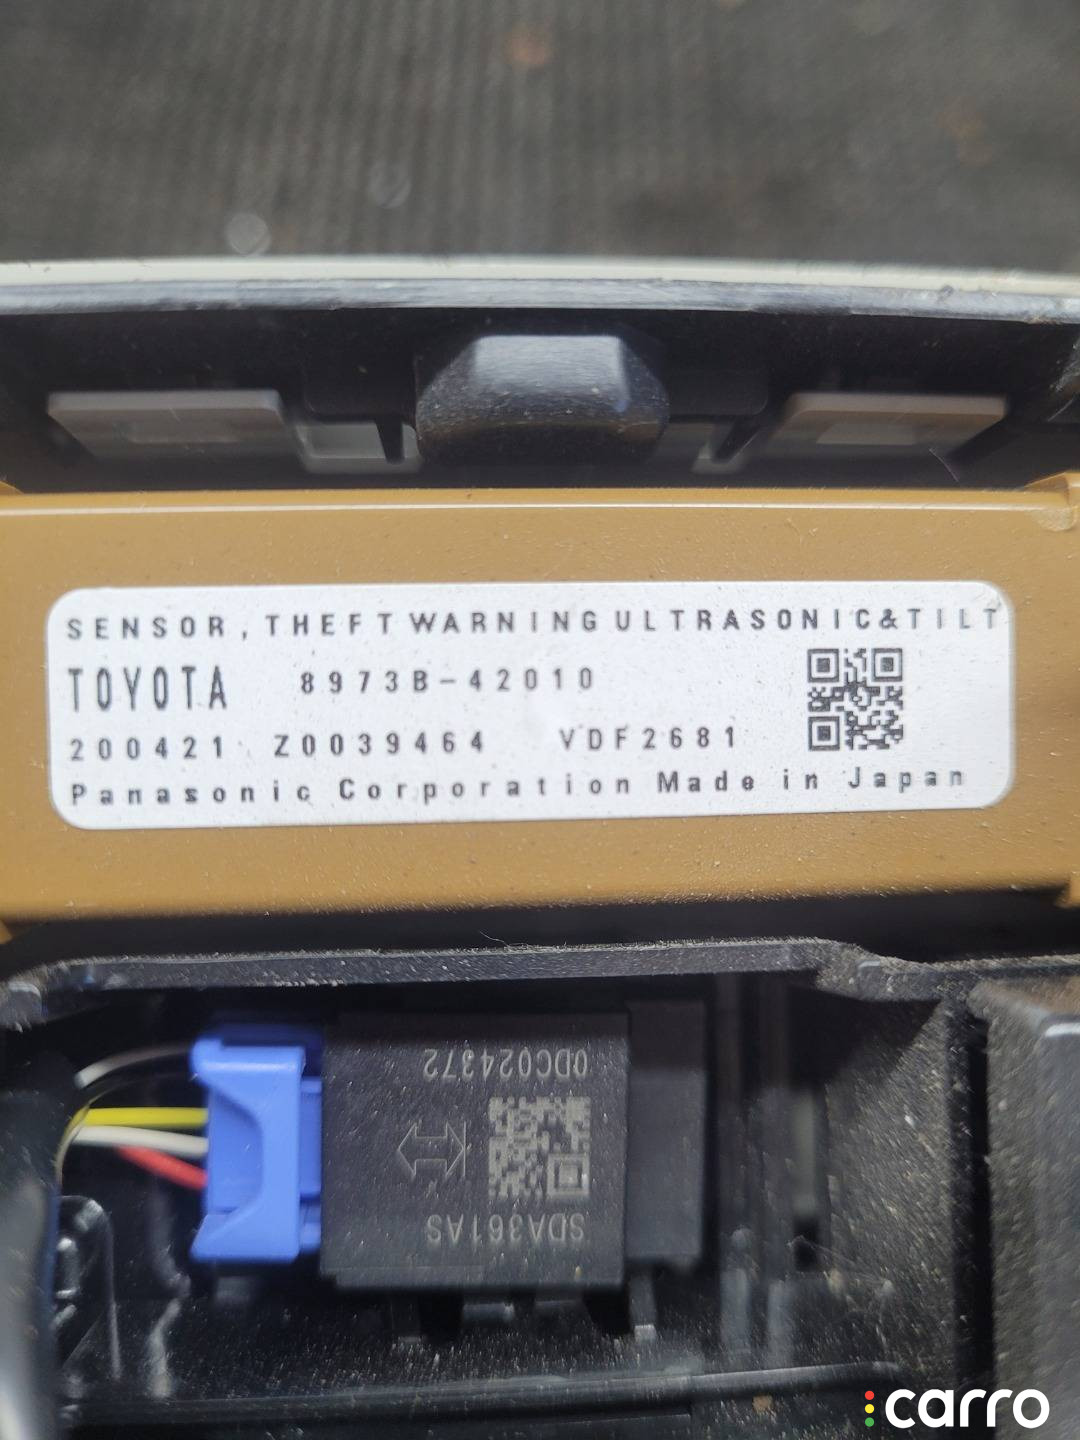 SENSOR, THEFT WARNING ULTRASONIC&TILT
TOYOTA 8973B-42010
200421 Z0039464 VDF2681
Panasonic Corporation Made in Japan
0DC024372
SDA361AS
carro